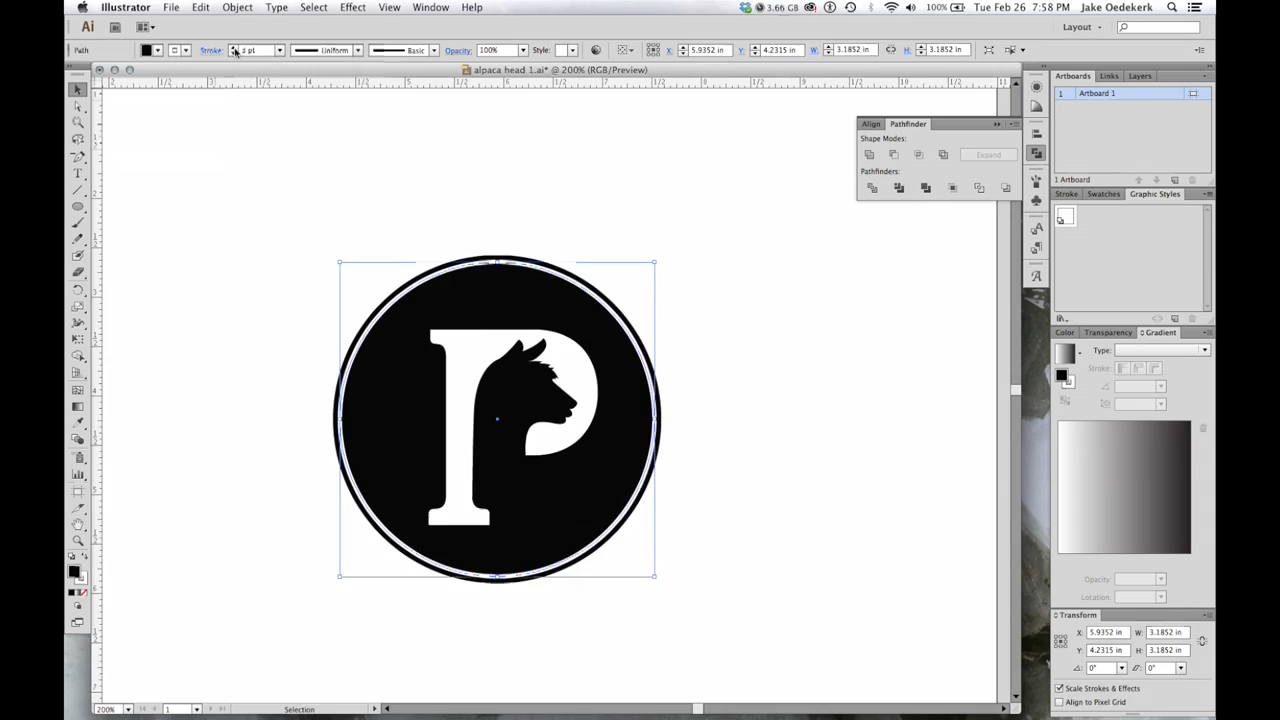 Illustrator File Edit Object Type Select Effect View Window Help 3.66 GB 100% Tue Feb 26 7:58 PM Jake Oedekerk
Ai Layout
Path Stroke: 3 pt Uniform Basic Opacity: 100% Style: X: 5.9352 in Y: 4.2315 in W: 3.1852 in H: 3.1852 in
alpaca head 1.ai* @ 200% (RGB/Preview)
Artboards Links Layers
1 Artboard 1
Align Pathfinder
Shape Modes:
Expand
Pathfinders:
1 Artboard
Stroke Swatches Graphic Styles
Color Transparency Gradient
Type:
Stroke:
P
Opacity:
Location:
Transform
X: 5.9352 in W: 3.1852 in
Y: 4.2315 in H: 3.1852 in
0° 0°
Scale Strokes & Effects
Align to Pixel Grid
200% 1 Selection